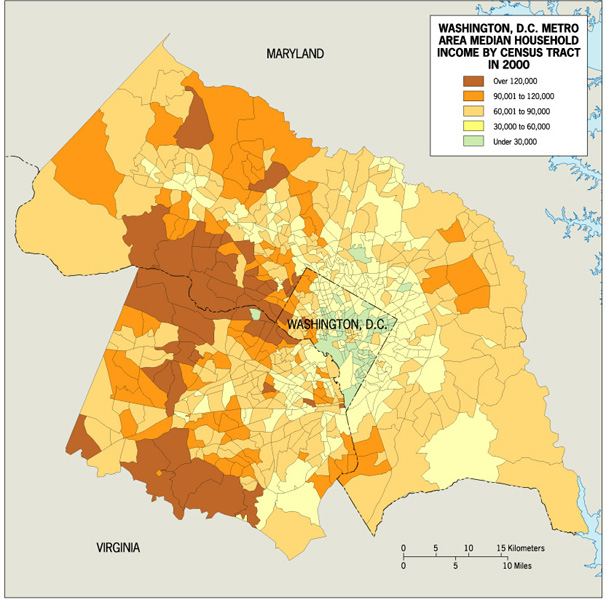 WASHINGTON, D.C. METRO
AREA MEDIAN HOUSEHOLD
INCOME BY CENSUS TRACT
IN 2000
Over 120,000
90,001 to 120,000
60,001 to 90,000
30,000 to 60,000
Under 30,000
MARYLAND
WASHINGTON, D.C.
VIRGINIA
0 5 10 15 Kilometers
0 5 10 Miles